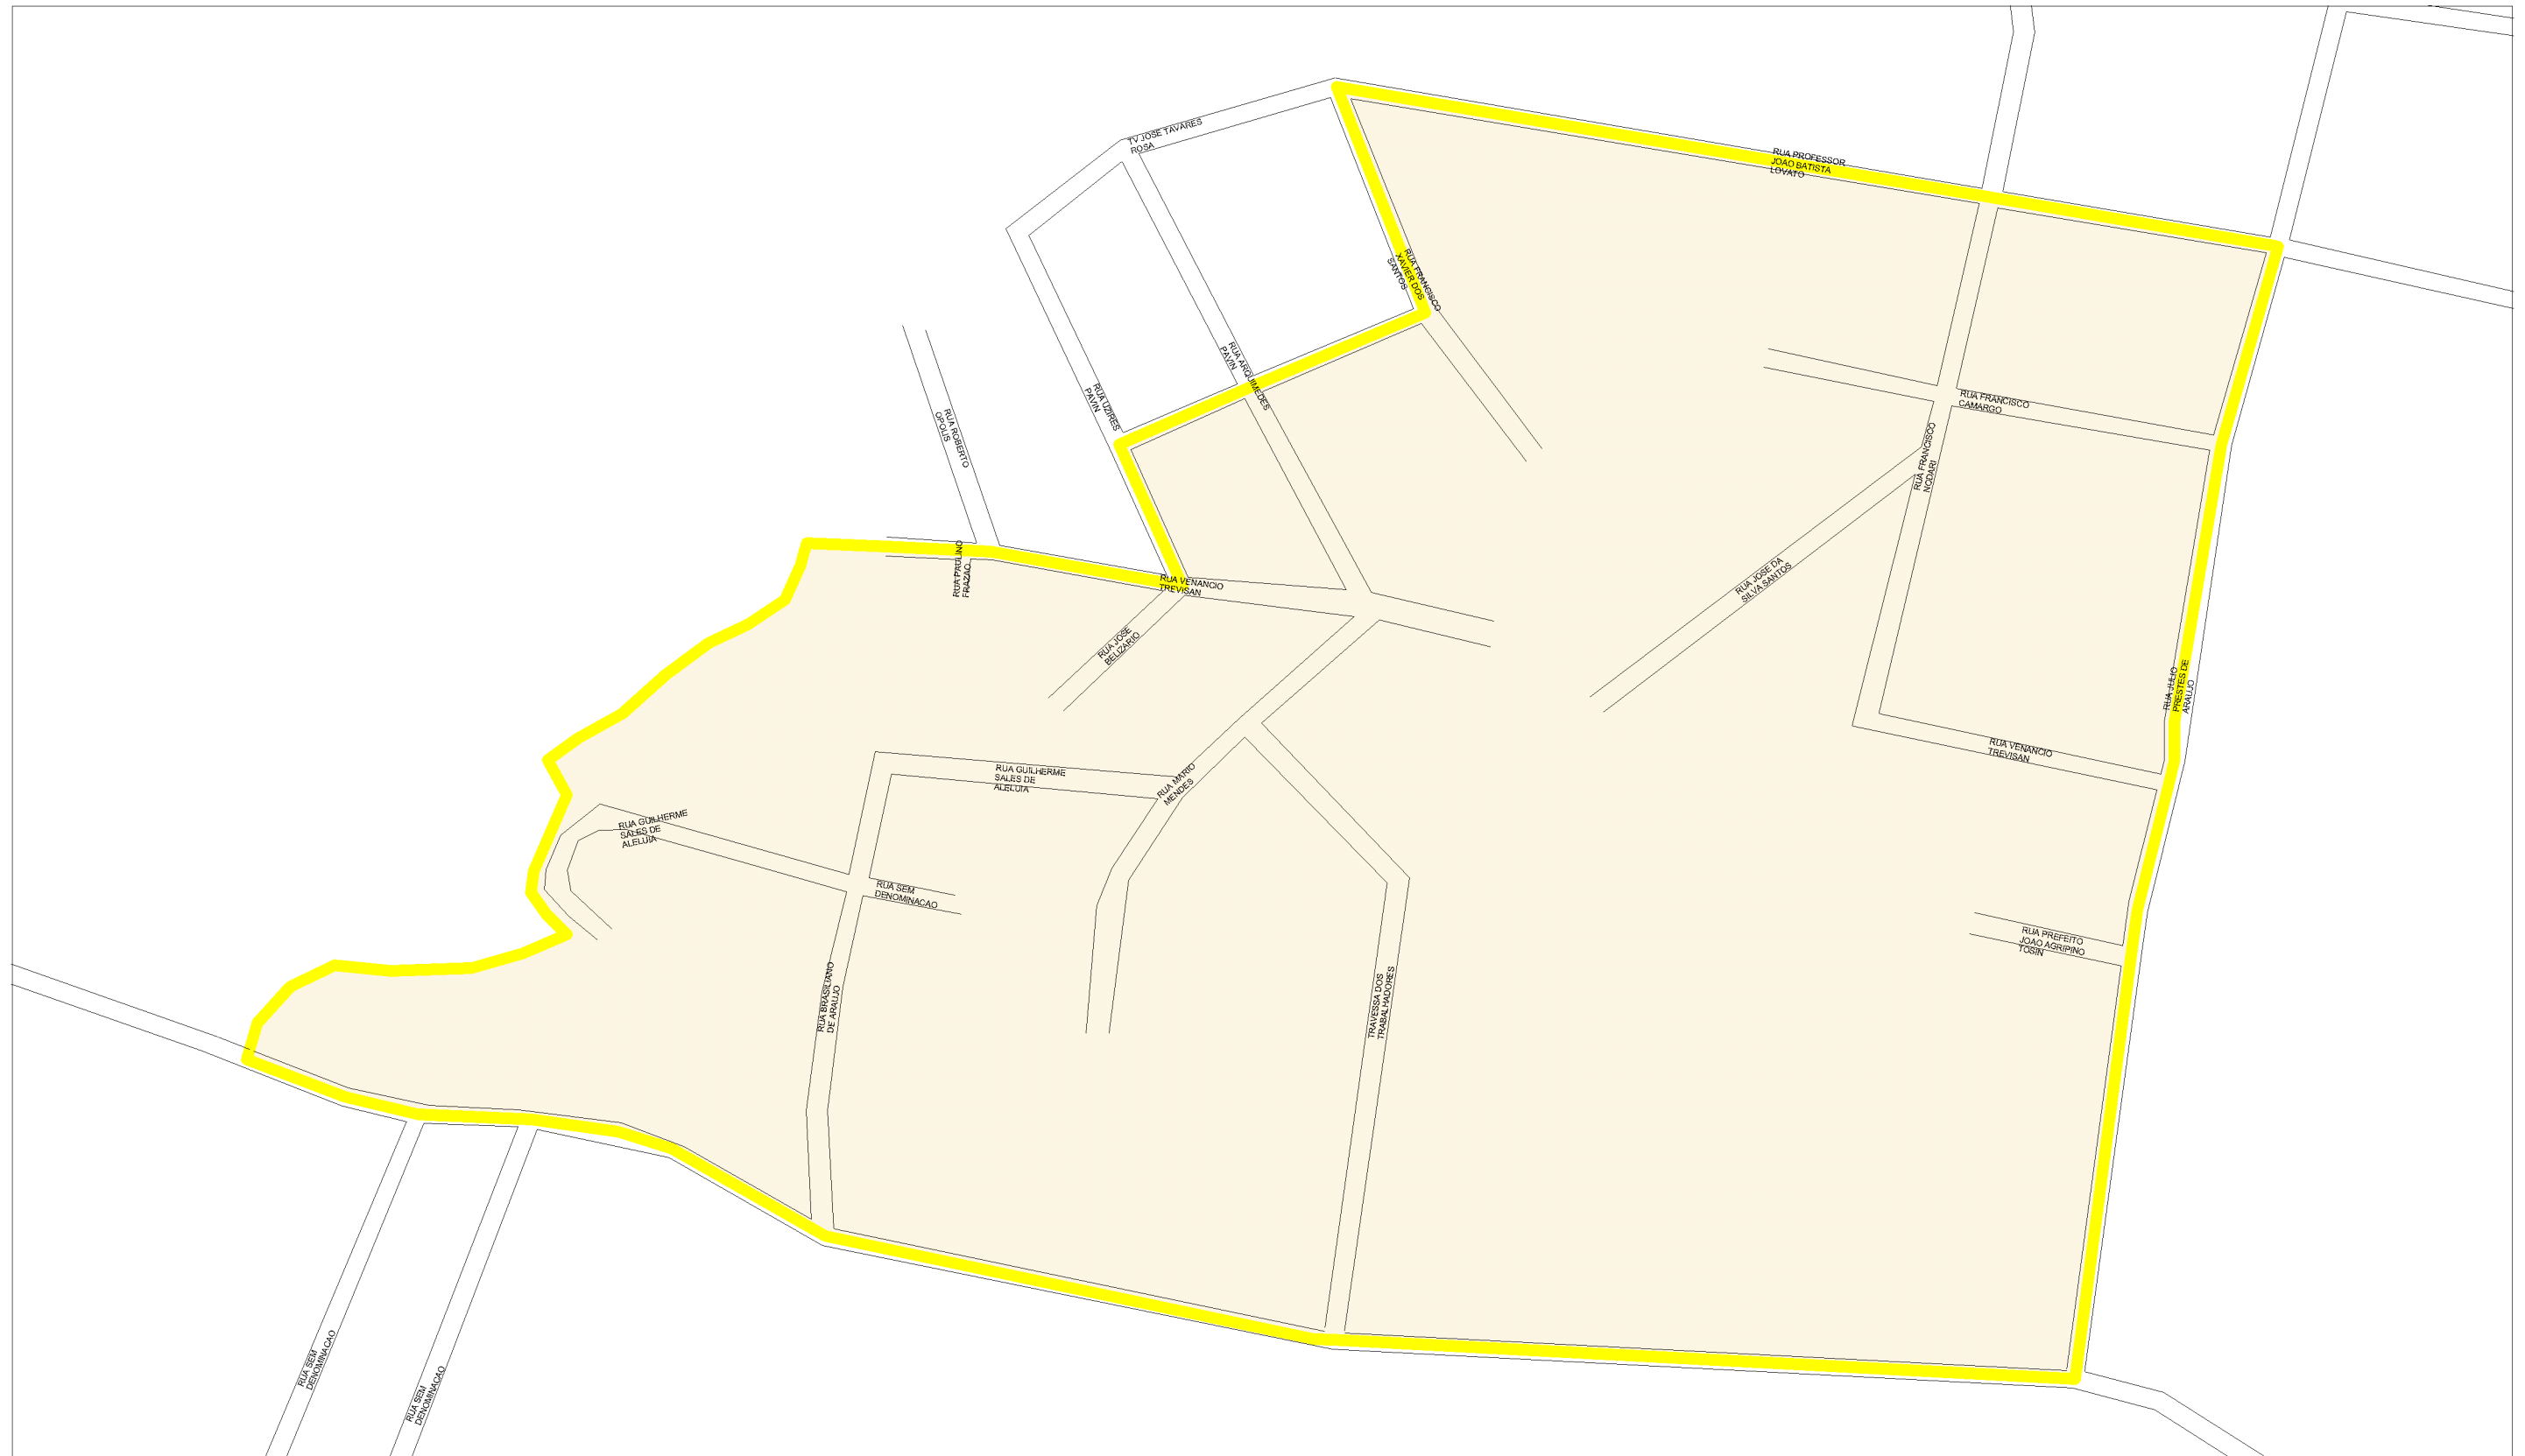 TV JOSE TAVARES
ROSA
RUA PROFESSOR
JOAO BATISTA
LOVATO
RUA FRANCISCO
XAVIER DOS
SANTOS
RUA ARQUIMEDES
PAVIN
RUA UZIRES
PAVIN
RUA ROBERTO
OPOLIS
RUA FRANCISCO
CAMARGO
RUA FRANCISCO
NODARI
RUA PAULINO
FRAZAO
RUA VENANCIO
TREVISAN
RUA JOSE DA
SILVA SANTOS
RUA JOSE
BELIZARIO
RUA JULIO
PRESTES DE
ARAUJO
RUA VENANCIO
TREVISAN
RUA GUILHERME
SALES DE
ALELUIA
RUA MARIO
MENDES
RUA GUILHERME
SALES DE
ALELUIA
RUA SEM
DENOMINACAO
RUA PREFEITO
JOAO AGRIPINO
TOSIN
RUA BRASILIANO
DE ARAUJO
TRAVESSA DOS
TRABALHADORES
RUA SEM
DENOMINACAO
RUA SEM
DENOMINACAO